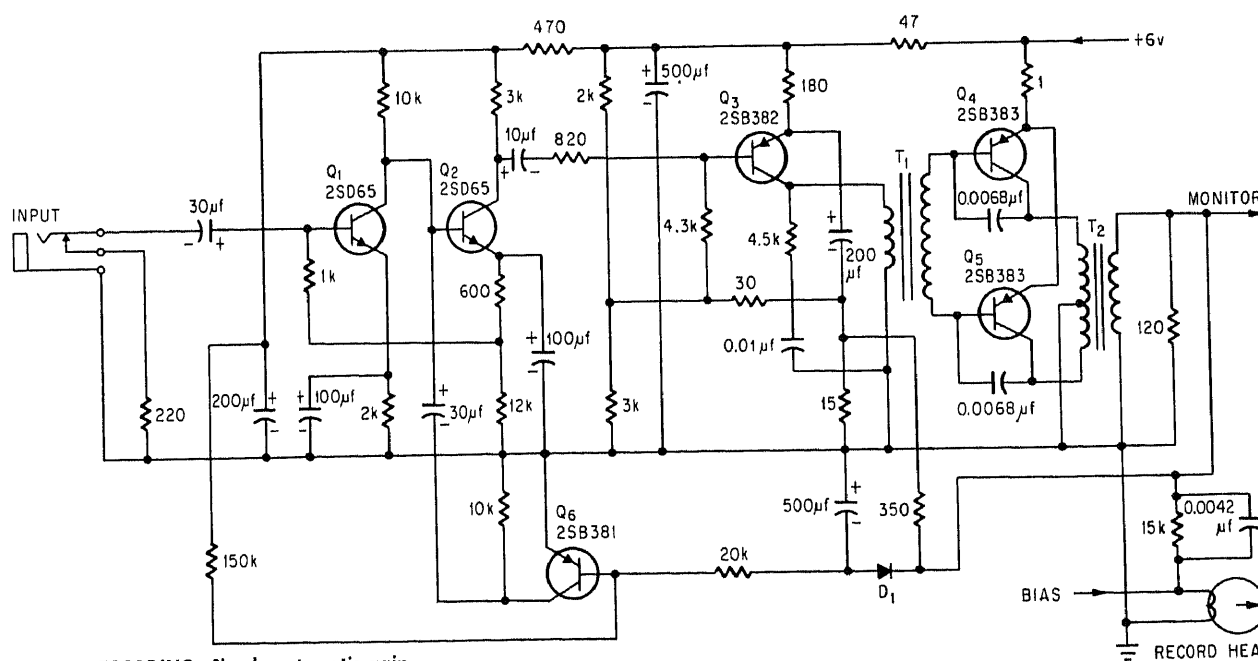 470
47
+6v
10k
3k
2k
+
500µf
-
180
1
Q3
2SB382
Q4
2SB383
10µf
+ -
820
Q1
2SD65
Q2
2SD65
T1
0.0068µf
MONITOR
INPUT
30µf
- +
4.3k
4.5k
+
-
200
µf
T2
Q5
2SB383
1k
600
30
120
+
100µf
-
0.01µf
0.0068µf
220
200µf
+
-
+
100µf
-
2k
+
30µf
-
12k
3k
15
10k
Q6
2SB381
500µf
+
-
350
15k
0.0042
µf
150k
20k
D1
BIAS
RECORD HEA